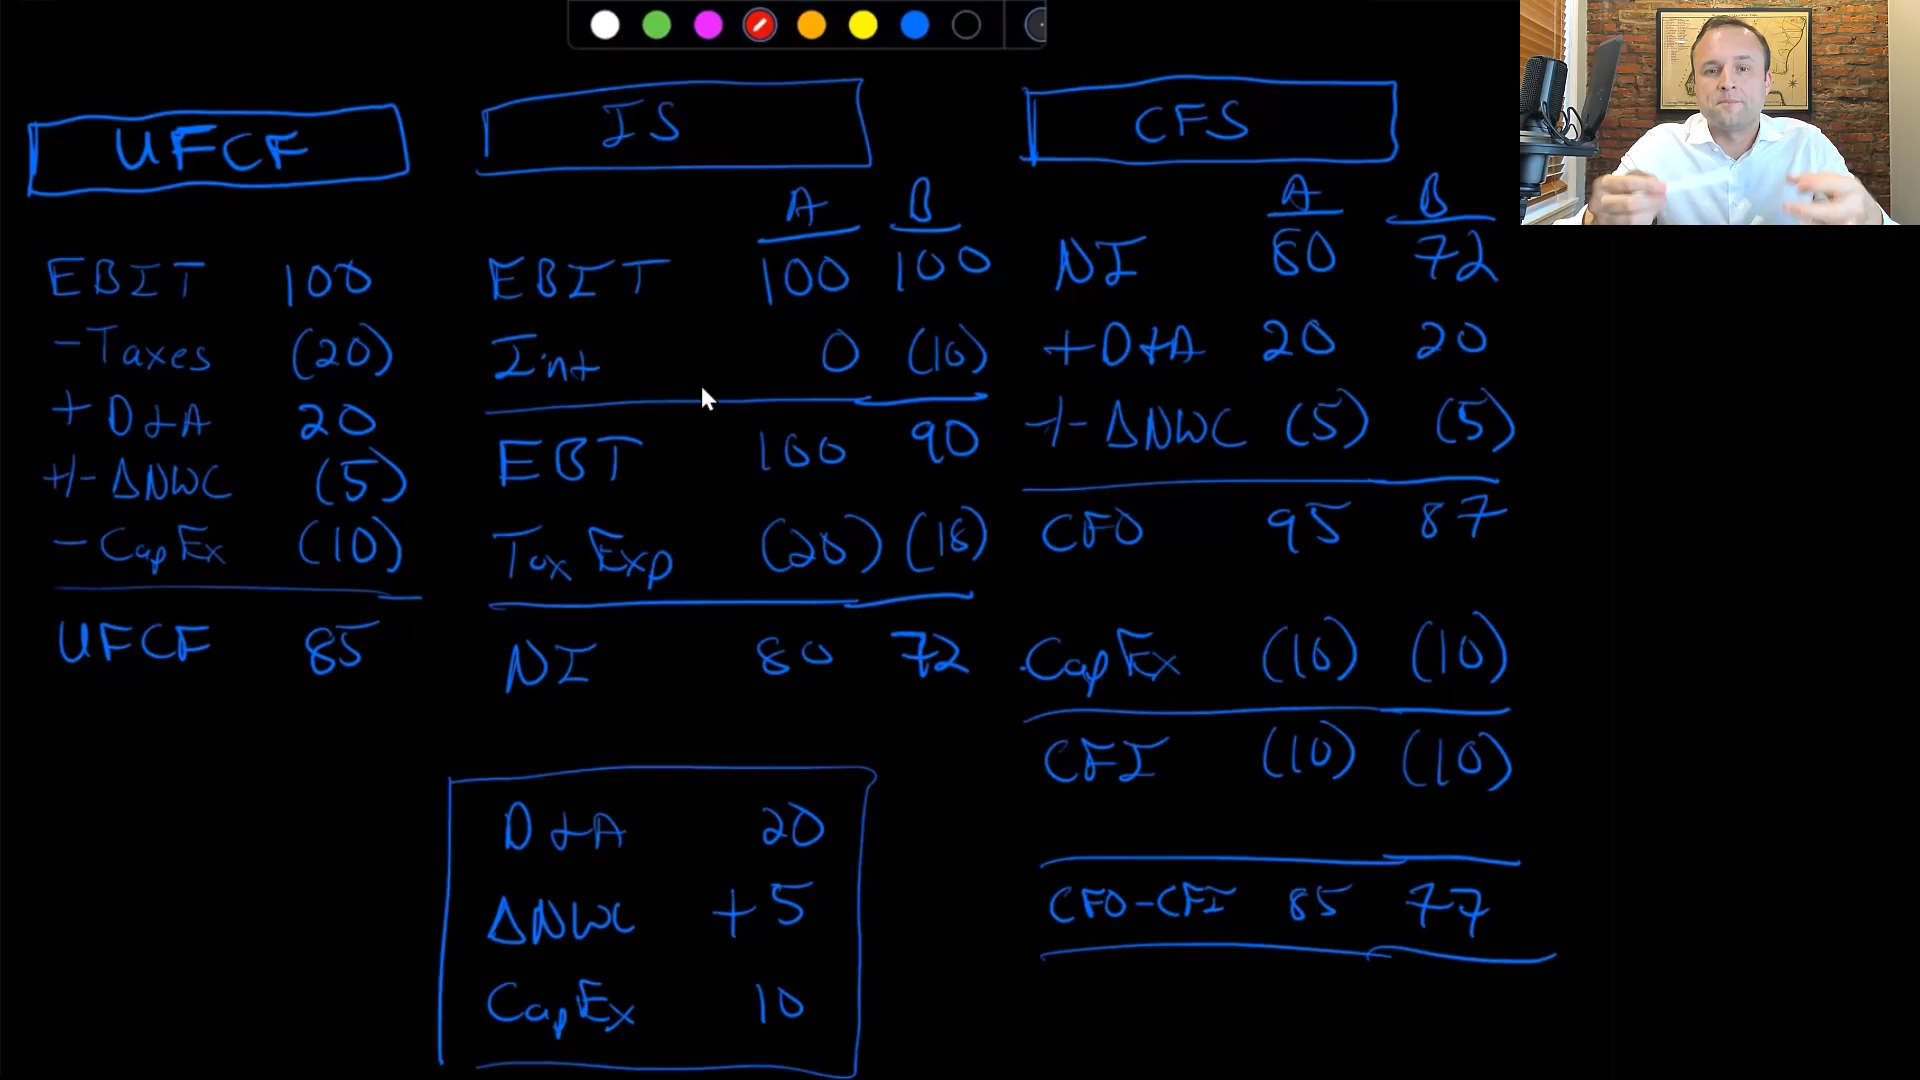 UFCF
EBIT 100
- Taxes (20)
+ D&A 20
+/- ΔNWC (5)
- CapEx (10)
UFCF 85
IS
A B
EBIT 100 100
Int 0 (10)
EBT 100 90
Tax Exp (20) (18)
NI 80 72
D&A 20
ΔNWC +5
CapEx 10
CFS
A B
NI 80 72
+ D&A 20 20
+/- ΔNWC (5) (5)
CFO 95 87
CapEx (10) (10)
CFI (10) (10)
CFO-CFI 85 77